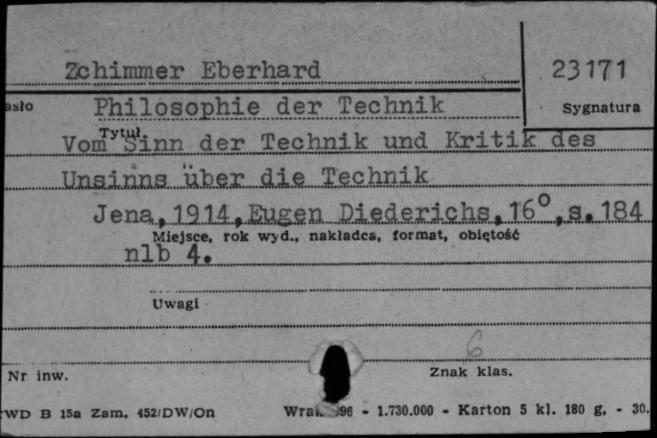 Zchimmer Eberhard
23171
asło Philosophie der Technik
Sygnatura
Tytuł
Vom Sinn der Technik und Kritik des
Unsinns über die Technik
Jena, 1914, Eugen Diederichs, 16°, s. 184
Miejsce, rok wyd., nakładca, format, obiętość
nlb 4.
Uwagi
6
Nr inw.
Znak klas.
WD B 15a Zam. 452/DW/On 96 - 1.730.000 - Karton 5 kl. 180 g. - 30.